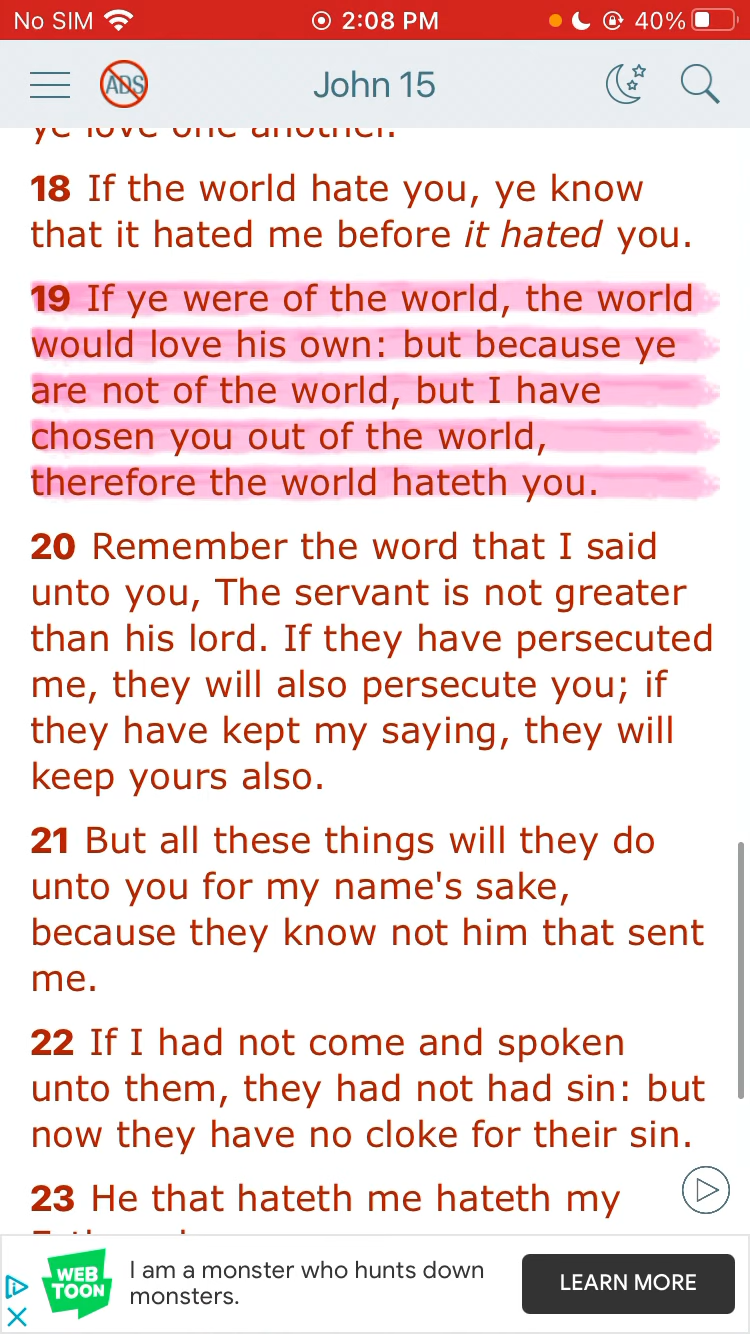 No SIM 2:08 PM 40%
ADS John 15
ye love one another.
18 If the world hate you, ye know
that it hated me before it hated you.
19 If ye were of the world, the world
would love his own: but because ye
are not of the world, but I have
chosen you out of the world,
therefore the world hateth you.
20 Remember the word that I said
unto you, The servant is not greater
than his lord. If they have persecuted
me, they will also persecute you; if
they have kept my saying, they will
keep yours also.
21 But all these things will they do
unto you for my name's sake,
because they know not him that sent
me.
22 If I had not come and spoken
unto them, they had not had sin: but
now they have no cloke for their sin.
23 He that hateth me hateth my
WEB
TOON
I am a monster who hunts down
monsters.
LEARN MORE